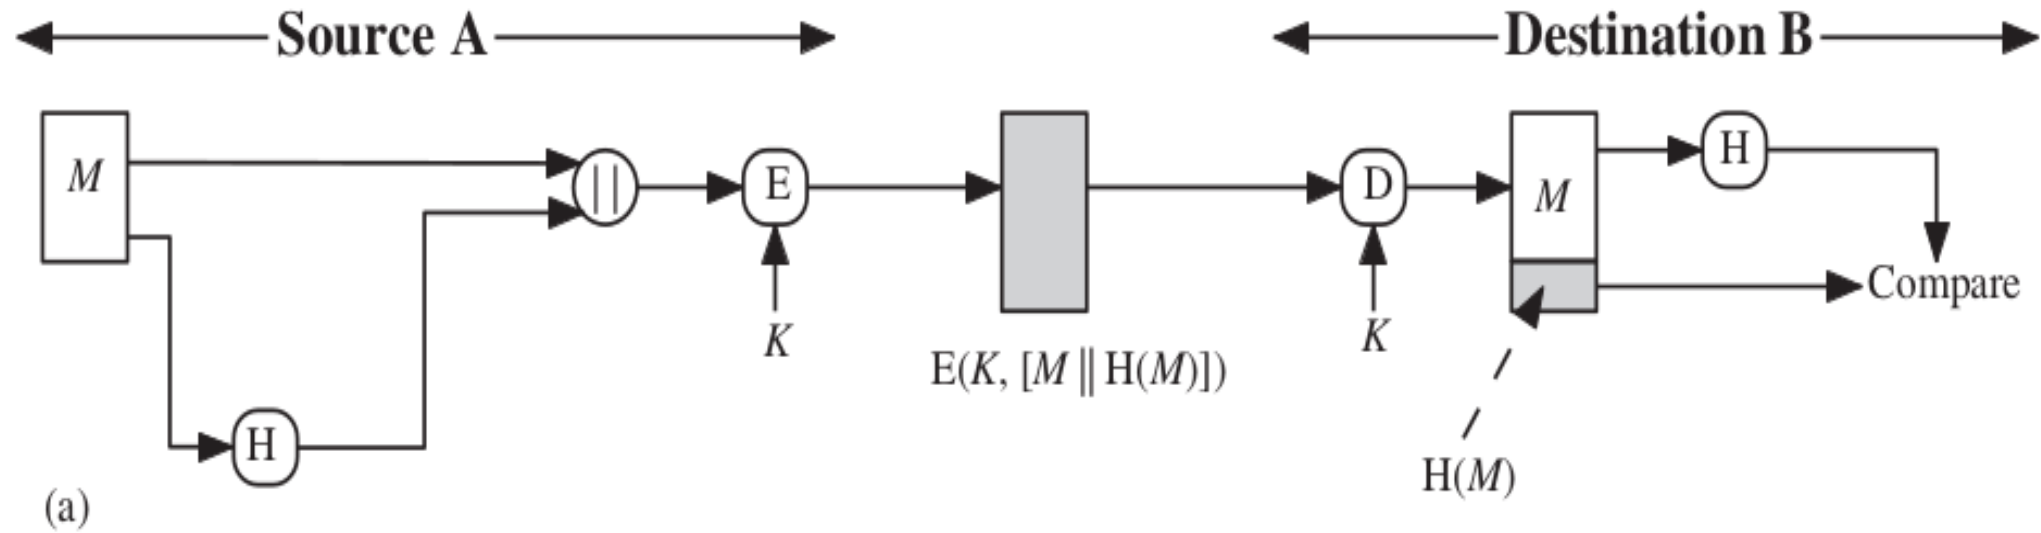 Source A
Destination B
M
||
E
D
M
H
H
K
K
Compare
E(K, [M || H(M)])
H(M)
(a)